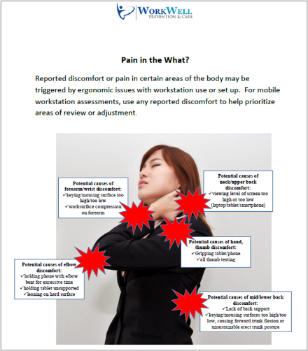 WORKWELL
PREVENTION & CARE
Pain in the What?
Reported discomfort or pain in certain areas of the body may be
triggered by ergonomic issues with workstation use or set up. For mobile
workstation assessments, use any reported discomfort to help prioritize
areas of review or adjustment.
Potential causes of
forearm/wrist discomfort:
✓keying/mousing surface too
high/too low
✓work surface compression
on forearm
Potential causes of
neck/upper back
discomfort:
✓viewing level of screen too
high or too low
(laptop/tablet/smartphone)
Potential causes of hand,
thumb discomfort:
✓Gripping tablet/phone
✓all thumb texting
Potential causes of elbow
discomfort:
✓holding phone with elbow
bent for excessive time
✓holding tablet unsupported
✓leaning on hard surface
Potential causes of mid/lower back
discomfort:
✓Lack of back support
✓keying/mousing surfaces too high/too
low, causing forward trunk flexion or
unsustainable erect trunk posture